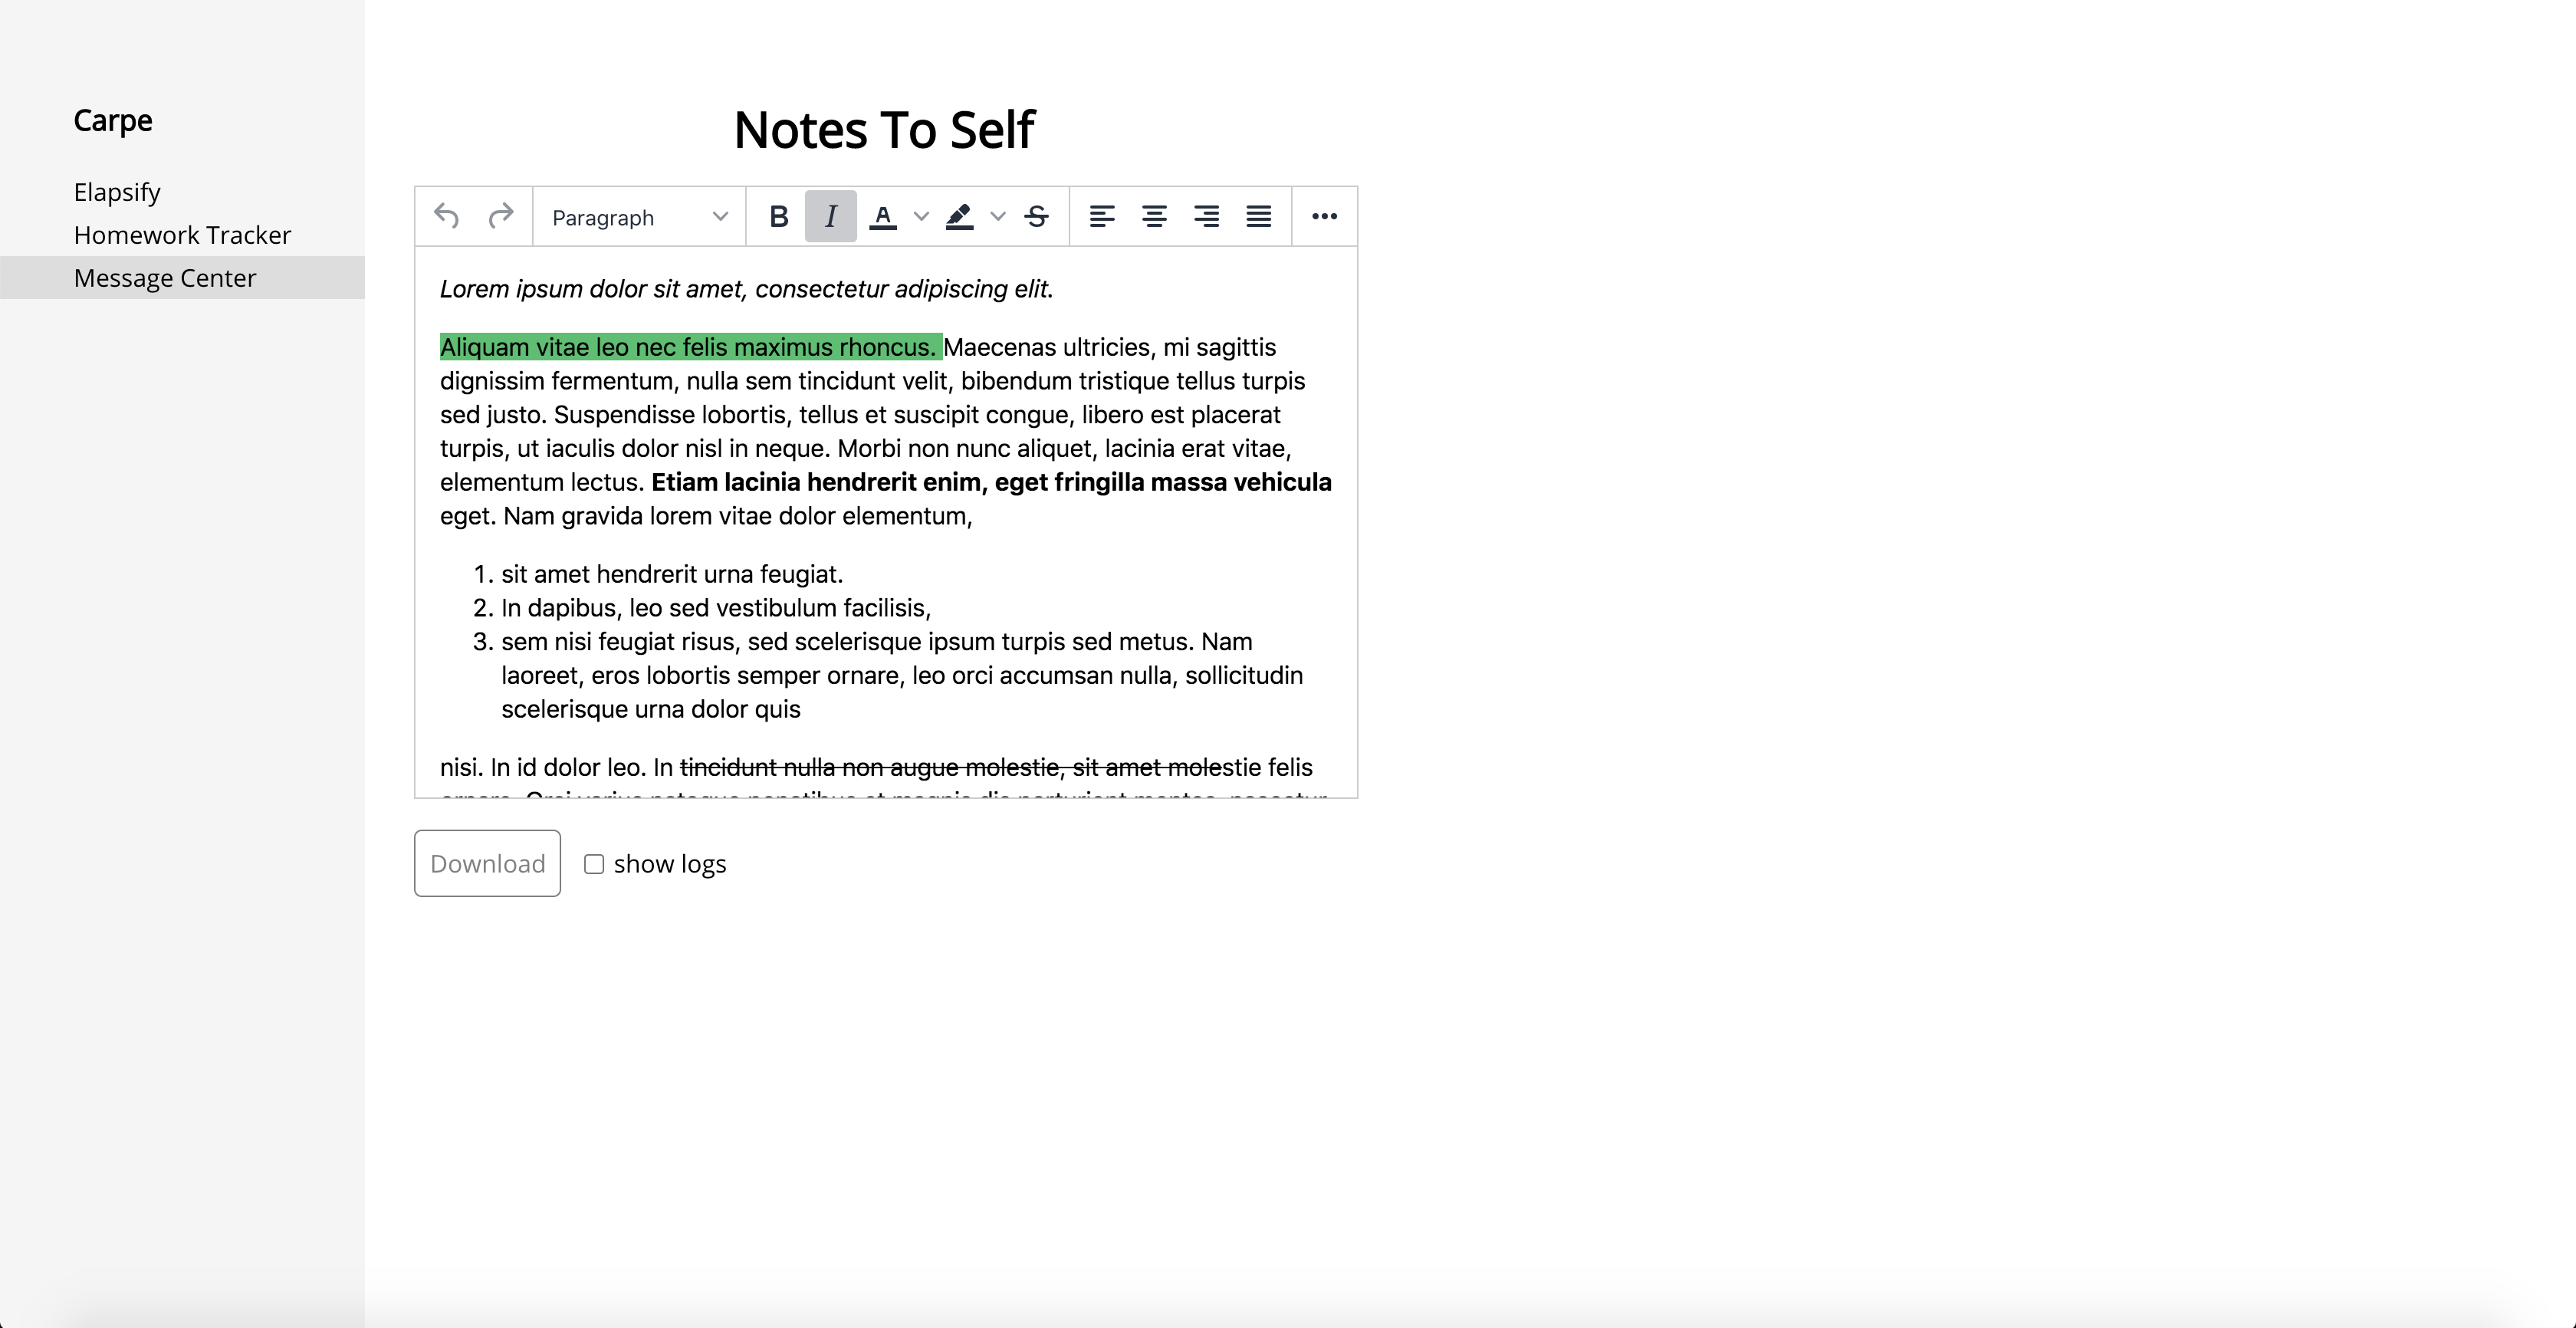 Carpe
Elapsify
Homework Tracker
Message Center
Notes To Self
Paragraph
B I A S
Lorem ipsum dolor sit amet, consectetur adipiscing elit.
Aliquam vitae leo nec felis maximus rhoncus. Maecenas ultricies, mi sagittis
dignissim fermentum, nulla sem tincidunt velit, bibendum tristique tellus turpis
sed justo. Suspendisse lobortis, tellus et suscipit congue, libero est placerat
turpis, ut iaculis dolor nisl in neque. Morbi non nunc aliquet, lacinia erat vitae,
elementum lectus. Etiam lacinia hendrerit enim, eget fringilla massa vehicula
eget. Nam gravida lorem vitae dolor elementum,
1. sit amet hendrerit urna feugiat.
2. In dapibus, leo sed vestibulum facilisis,
3. sem nisi feugiat risus, sed scelerisque ipsum turpis sed metus. Nam
laoreet, eros lobortis semper ornare, leo orci accumsan nulla, sollicitudin
scelerisque urna dolor quis
nisi. In id dolor leo. In tincidunt nulla non augue molestie, sit amet molestie felis
Download
show logs